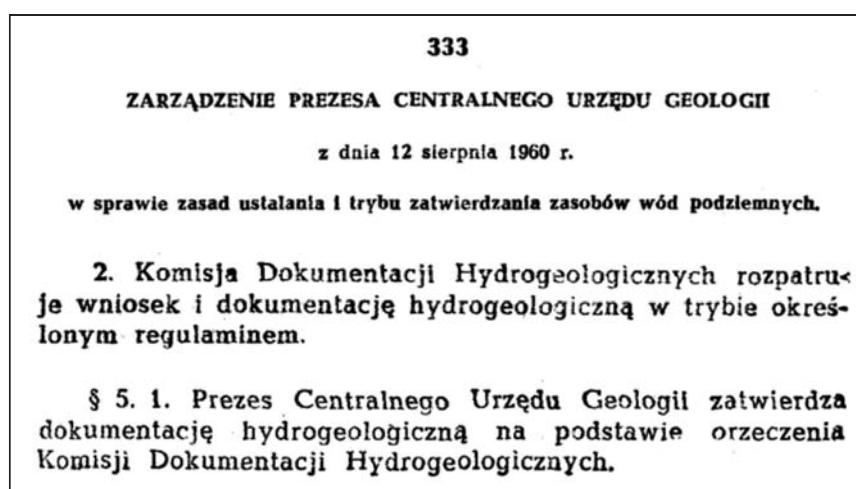 333
ZARZĄDZENIE PREZESA CENTRALNEGO URZĘDU GEOLOGII
z dnia 12 sierpnia 1960 r.
w sprawie zasad ustalania i trybu zatwierdzania zasobów wód podziemnych.
2. Komisja Dokumentacji Hydrogeologicznych rozpatru-
je wniosek i dokumentację hydrogeologiczną w trybie okreś-
lonym regulaminem.
§ 5. 1. Prezes Centralnego Urzędu Geologii zatwierdza
dokumentację hydrogeologiczną na podstawie orzeczenia
Komisji Dokumentacji Hydrogeologicznych.